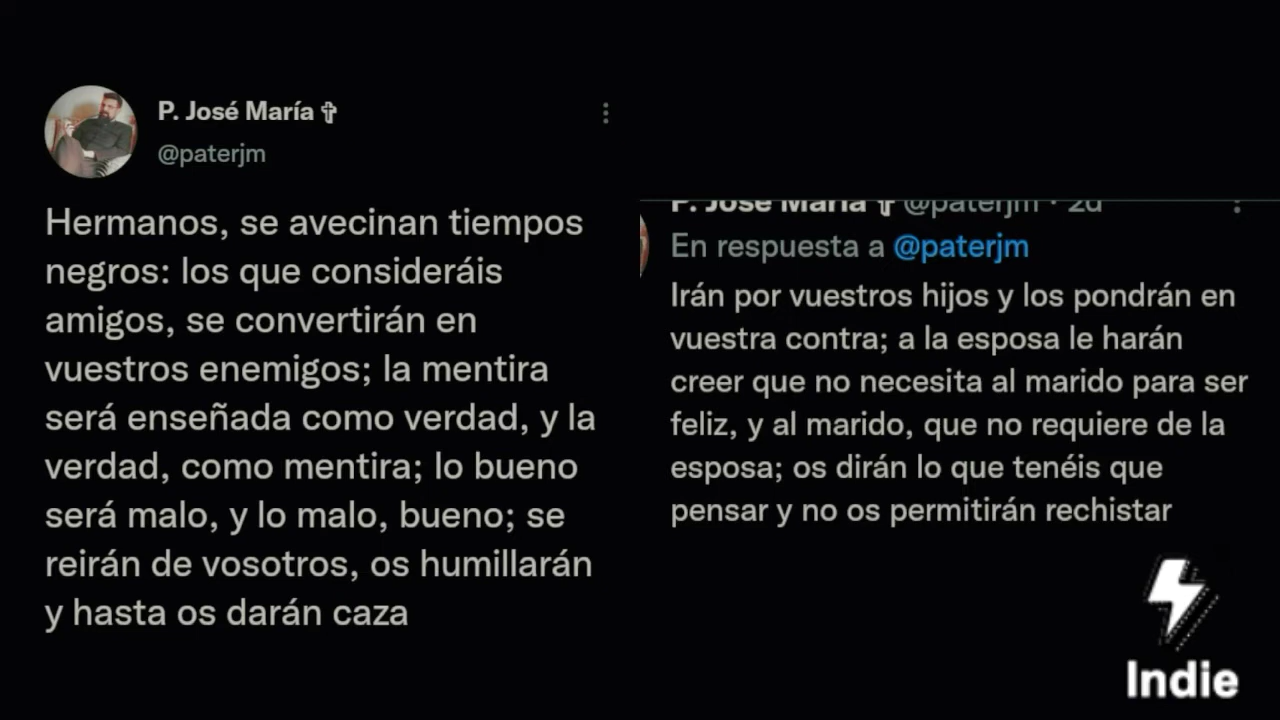 P. José María ✞
@paterjm
Hermanos, se avecinan tiempos
negros: los que consideráis
amigos, se convertirán en
vuestros enemigos; la mentira
será enseñada como verdad, y la
verdad, como mentira; lo bueno
será malo, y lo malo, bueno; se
reirán de vosotros, os humillarán
y hasta os darán caza
P. José María ✞ @paterjm · 2d
En respuesta a @paterjm
Irán por vuestros hijos y los pondrán en
vuestra contra; a la esposa le harán
creer que no necesita al marido para ser
feliz, y al marido, que no requiere de la
esposa; os dirán lo que tenéis que
pensar y no os permitirán rechistar
Indie